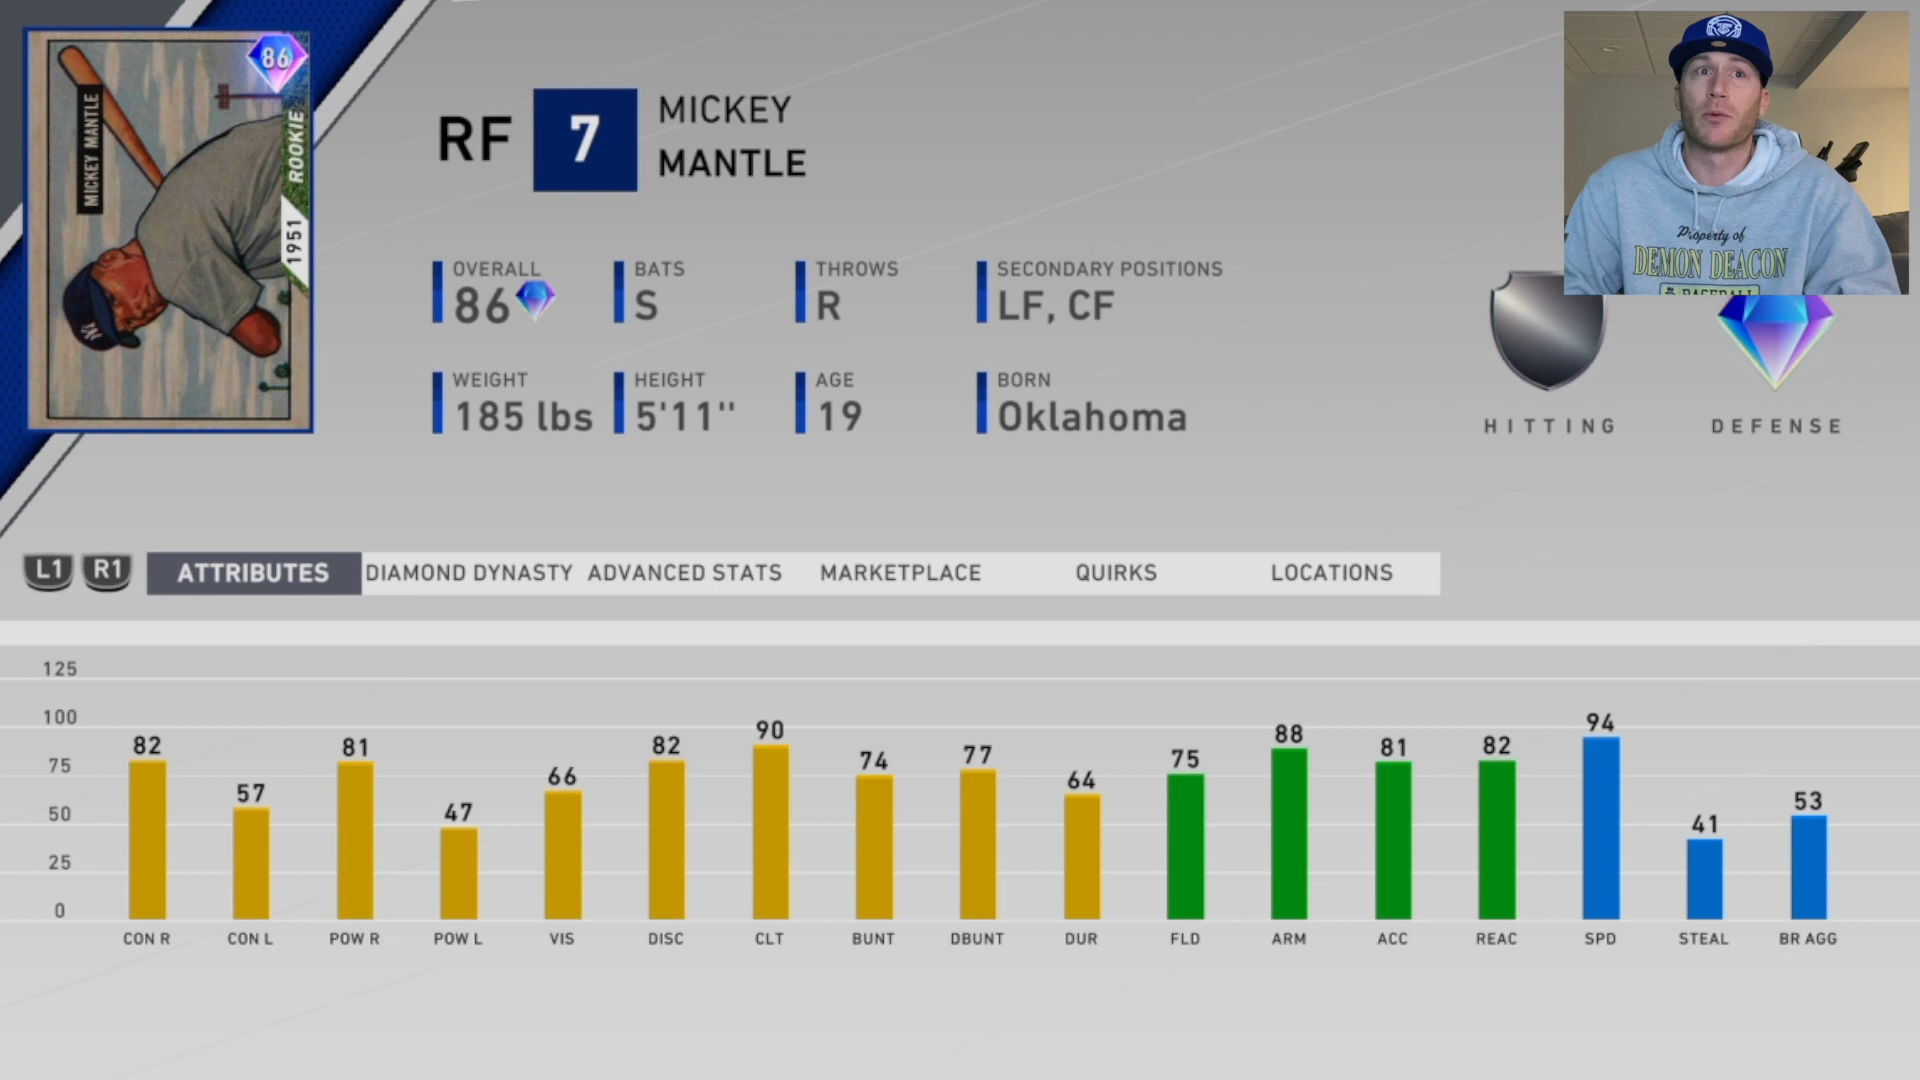 86
MICKEY MANTLE
ROOKIE
1951
RF
7
MICKEY
MANTLE
OVERALL
86
BATS
S
THROWS
R
SECONDARY POSITIONS
LF, CF
WEIGHT
185 lbs
HEIGHT
5'11"
AGE
19
BORN
Oklahoma
Property of
DEMON DEACON
BASEBALL
HITTING
DEFENSE
L1 R1 ATTRIBUTES DIAMOND DYNASTY ADVANCED STATS MARKETPLACE QUIRKS LOCATIONS
125
100
75
50
25
0
82 57 81 47 66 82 90 74 77 64 75 88 81 82 94 41 53
CON R CON L POW R POW L VIS DISC CLT BUNT DBUNT DUR FLD ARM ACC REAC SPD STEAL BR AGG